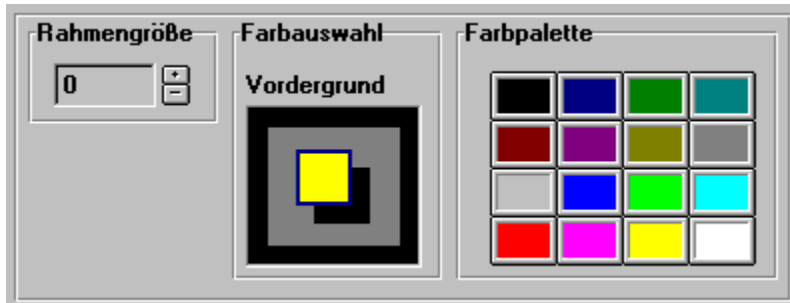 Rahmengröße
0
+
-
Farbauswahl
Vordergrund
Farbpalette